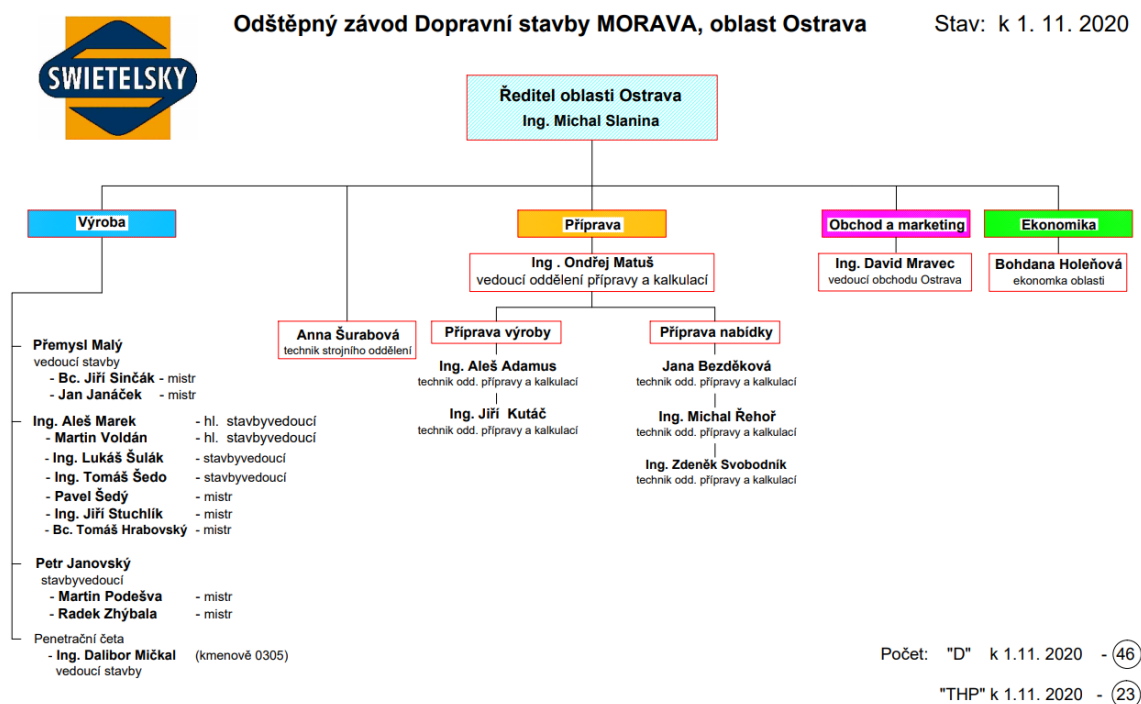 Odštěpný závod Dopravní stavby MORAVA, oblast Ostrava
Stav: k 1. 11. 2020
SWIETELSKY
Ředitel oblasti Ostrava
Ing. Michal Slanina
Výroba
Příprava
Obchod a marketing
Ekonomika
Ing . Ondřej Matuš
vedoucí oddělení přípravy a kalkulací
Ing. David Mravec
vedoucí obchodu Ostrava
Bohdana Holeňová
ekonomka oblasti
Anna Šurabová
technik strojního oddělení
Příprava výroby
Ing. Aleš Adamus
technik odd. přípravy a kalkulací
Ing. Jiří Kutáč
technik odd. přípravy a kalkulací
Příprava nabídky
Jana Bezděková
technik odd. přípravy a kalkulací
Ing. Michal Řehoř
technik odd. přípravy a kalkulací
Ing. Zdeněk Svobodník
technik odd. přípravy a kalkulací
Přemysl Malý
vedoucí stavby
- Bc. Jiří Sinčák - mistr
- Jan Janáček - mistr
Ing. Aleš Marek - hl. stavbyvedoucí
- Martin Voldán - hl. stavbyvedoucí
- Ing. Lukáš Šulák - stavbyvedoucí
- Ing. Tomáš Šedo - stavbyvedoucí
- Pavel Šedý - mistr
- Ing. Jiří Stuchlík - mistr
- Bc. Tomáš Hrabovský - mistr
Petr Janovský
stavbyvedoucí
- Martin Podešva - mistr
- Radek Zhýbala - mistr
Penetrační četa
- Ing. Dalibor Mičkal (kmenově 0305)
vedoucí stavby
Počet: "D" k 1.11. 2020 - 46
"THP" k 1.11. 2020 - 23